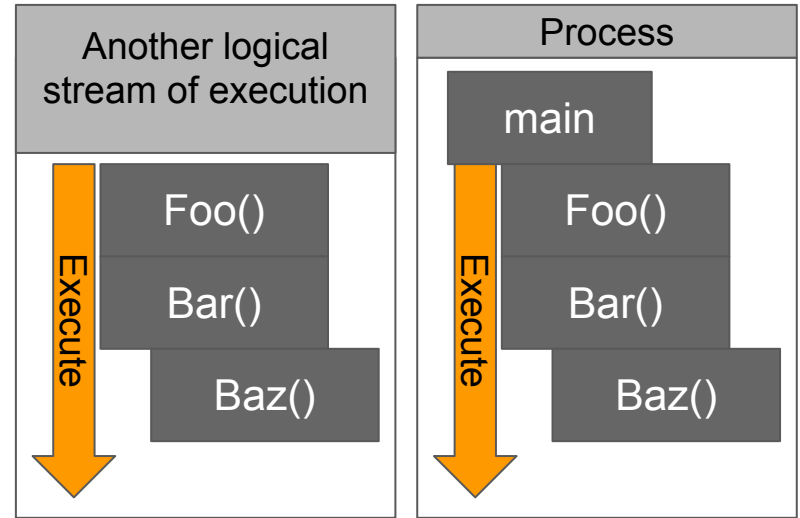 Another logical
stream of execution
Foo()
Bar()
Baz()
Execute
Process
main
Foo()
Bar()
Baz()
Execute